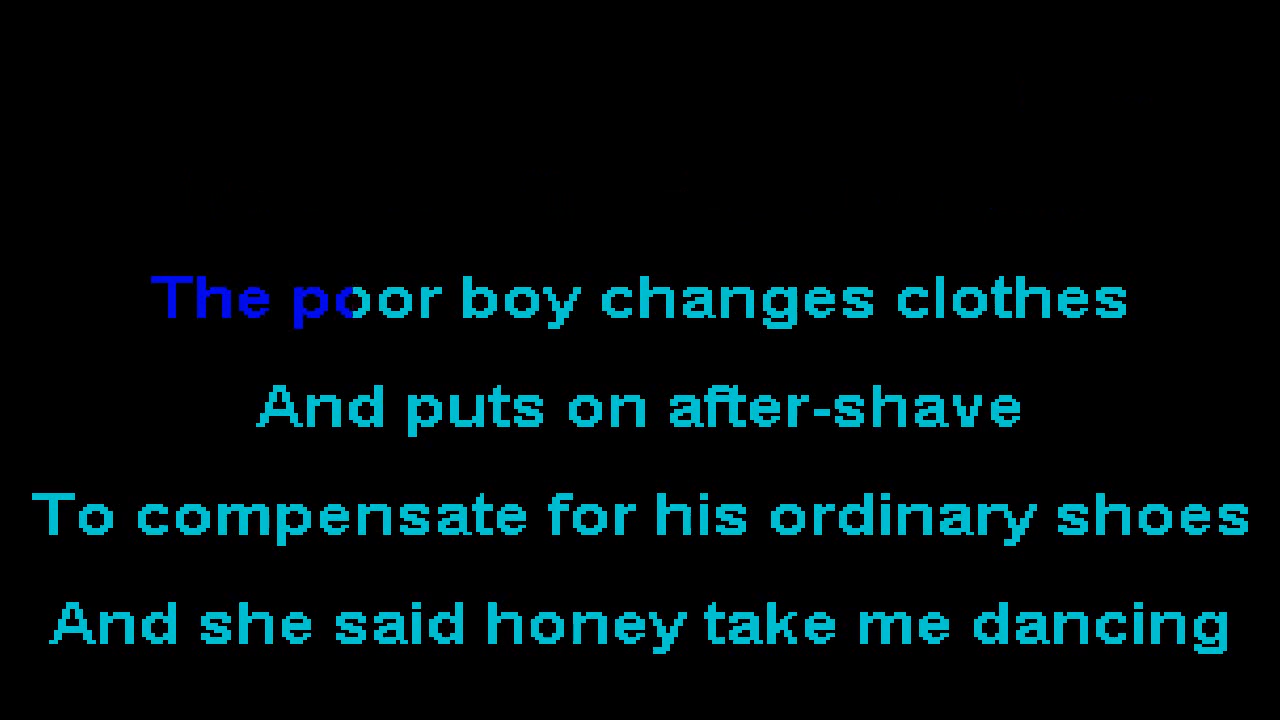 The poor boy changes clothes
And puts on after-shave
To compensate for his ordinary shoes
And she said honey take me dancing